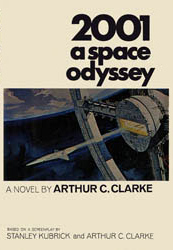 2001
a space
odyssey
A NOVEL BY ARTHUR C. CLARKE
BASED ON A SCREENPLAY BY
STANLEY KUBRICK and ARTHUR C. CLARKE